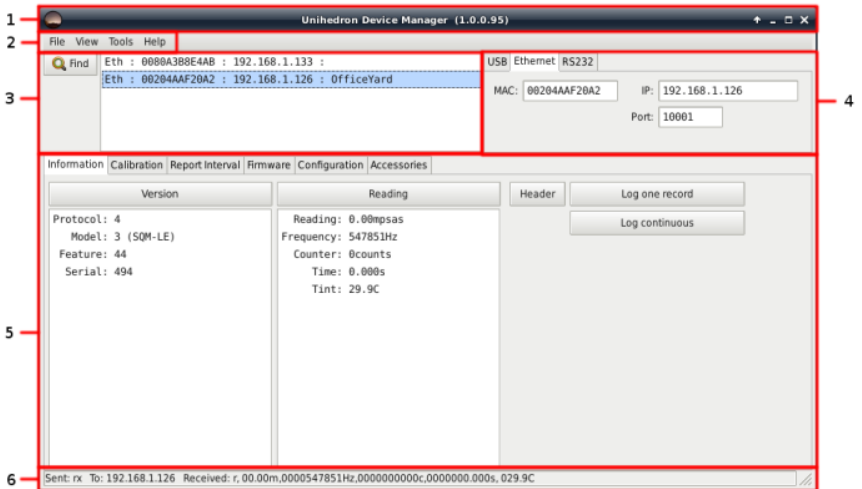 1
Unihedron Device Manager (1.0.0.95)
2
File View Tools Help
3
Find
Eth : 0080A3B8E4AB : 192.168.1.133 :
Eth : 00204AAF20A2 : 192.168.1.126 : OfficeYard
USB Ethernet RS232
MAC: 00204AAF20A2 IP: 192.168.1.126
Port: 10001
4
Information Calibration Report Interval Firmware Configuration Accessories
Version
Protocol: 4
Model: 3 (SQM-LE)
Feature: 44
Serial: 494
Reading
Reading: 0.00mpsas
Frequency: 547851Hz
Counter: 0counts
Time: 0.000s
Tint: 29.9C
Header Log one record
Log continuous
5
6
Sent: rx To: 192.168.1.126 Received: r, 00.00m,0000547851Hz,0000000000c,0000000.000s, 029.9C